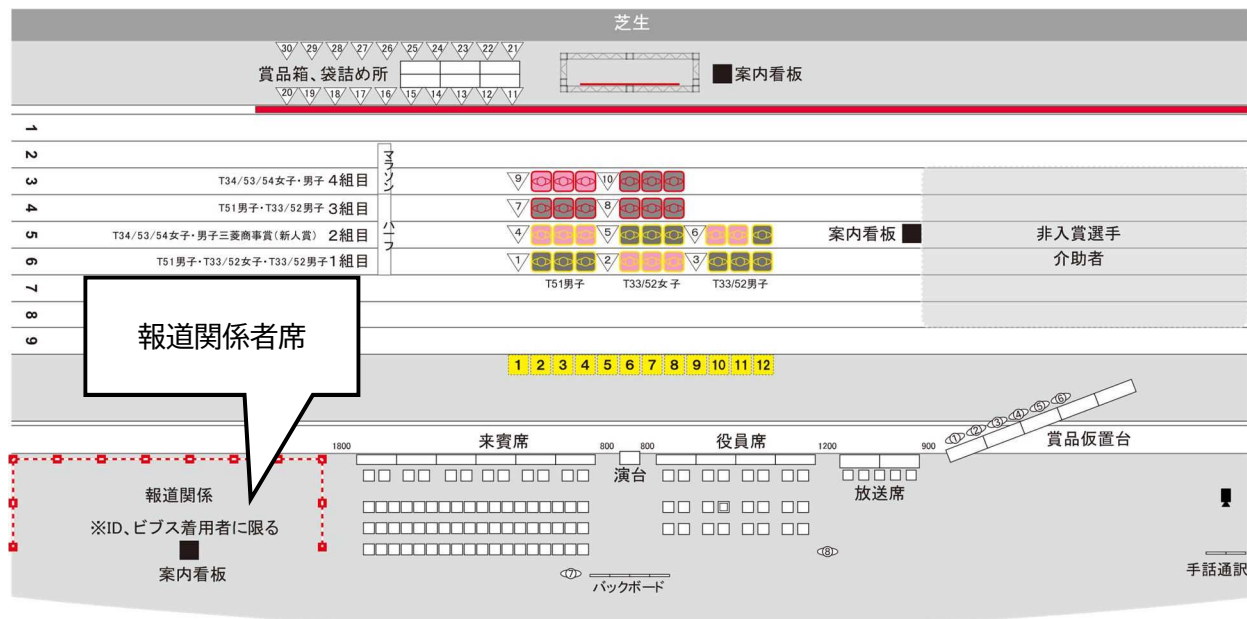 芝生
30 29 28 27 26 25 24 23 22 21
賞品箱、袋詰め所
案内看板
20 19 18 17 16 15 14 13 12 11
1
2
マラソン
3
T34/53/54女子・男子 4組目
9 10
4
T51男子・T33/52男子 3組目
7 8
ハーフ
5
T34/53/54女子・男子三菱商事賞(新人賞) 2組目
4 5 6
案内看板
非入賞選手
介助者
6
T51男子・T33/52女子・T33/52男子1組目
1 2 3
7
T51男子 T33/52女子 T33/52男子
8
9
報道関係者席
1 2 3 4 5 6 7 8 9 10 11 12
① ② ③ ④ ⑤ ⑥
1800 来賓席 800 800 役員席 1200 900 賞品仮置台
演台
放送席
報道関係
※ID、ビブス着用者に限る
案内看板
⑦ バックボード
⑧
手話通訳